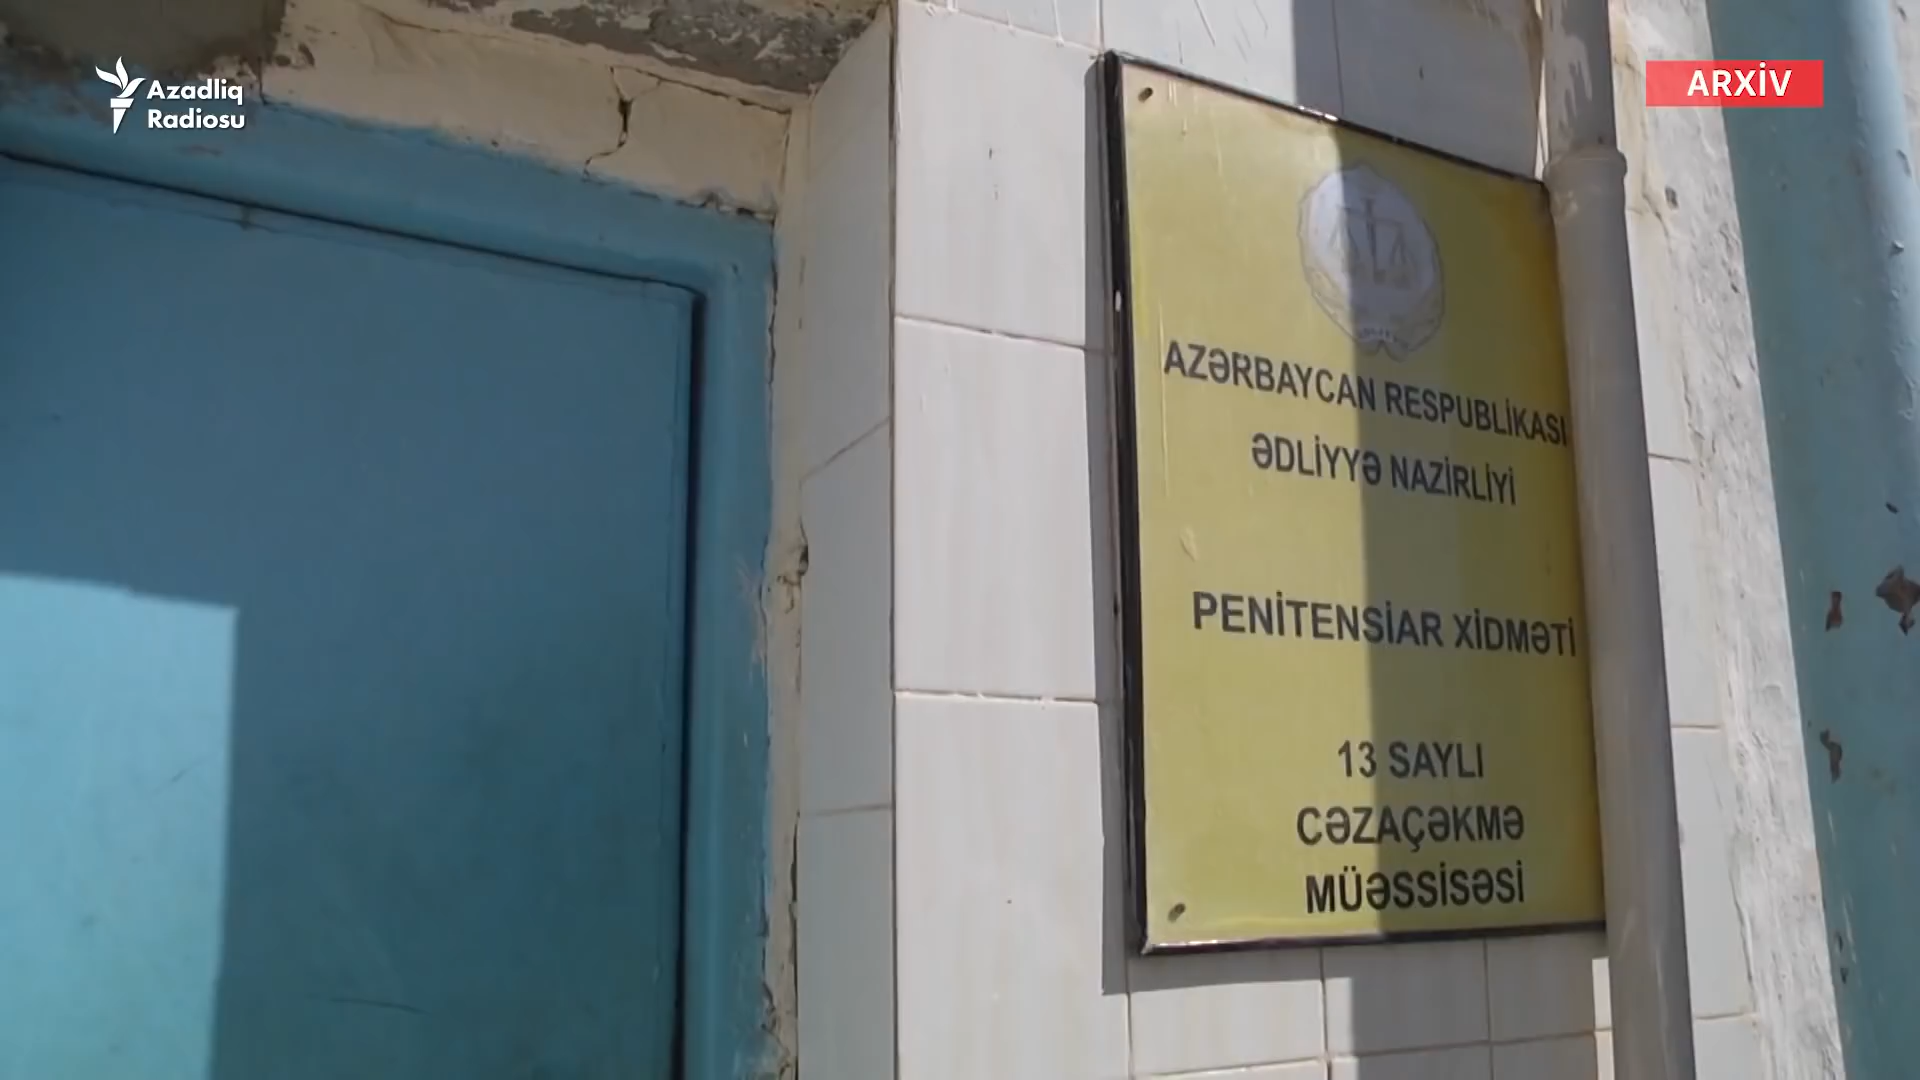 Azadlıq
Radiosu
ARXİV
AZƏRBAYCAN RESPUBLİKASI
ƏDLİYYƏ NAZİRLİYİ
PENİTENSİAR XİDMƏTİ
13 SAYLI
CƏZAÇƏKMƏ
MÜƏSSİSƏSİ